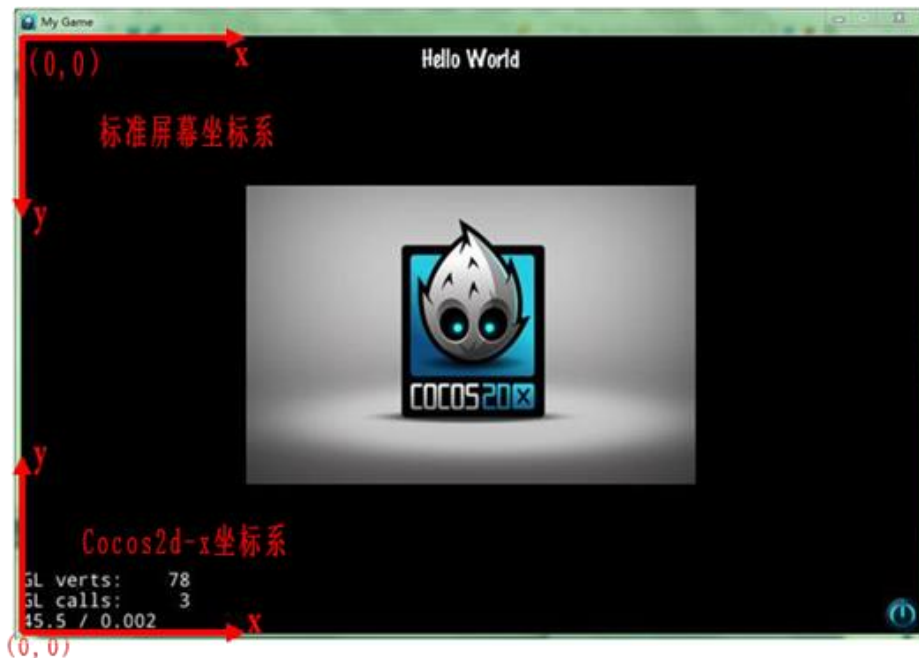 My Game
Hello World
(0,0)
x
标准屏幕坐标系
y
COCOS2DX
y
Cocos2d-x坐标系
GL verts: 78
GL calls: 3
45.5 / 0.002
x
(0,0)